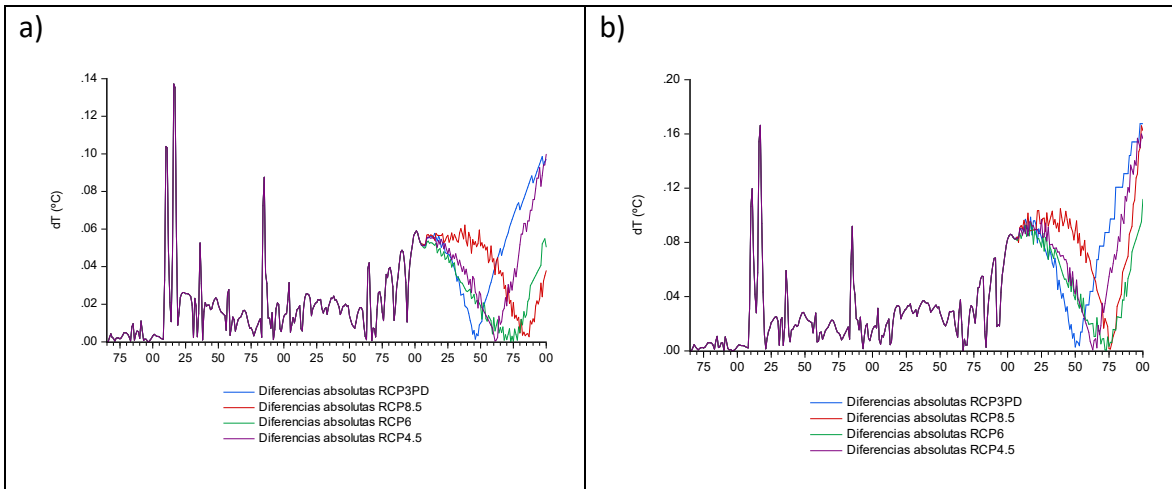 a)
.14
.12
.10
.08
.06
.04
.02
.00
dT (ºC)
75 00 25 50 75 00 25 50 75 00 25 50 75 00
Diferencias absolutas RCP3PD
Diferencias absolutas RCP8.5
Diferencias absolutas RCP6
Diferencias absolutas RCP4.5
b)
.20
.16
.12
.08
.04
.00
dT (ºC)
75 00 25 50 75 00 25 50 75 00 25 50 75 00
Diferencias absolutas RCP3PD
Diferencias absolutas RCP8.5
Diferencias absolutas RCP6
Diferencias absolutas RCP4.5